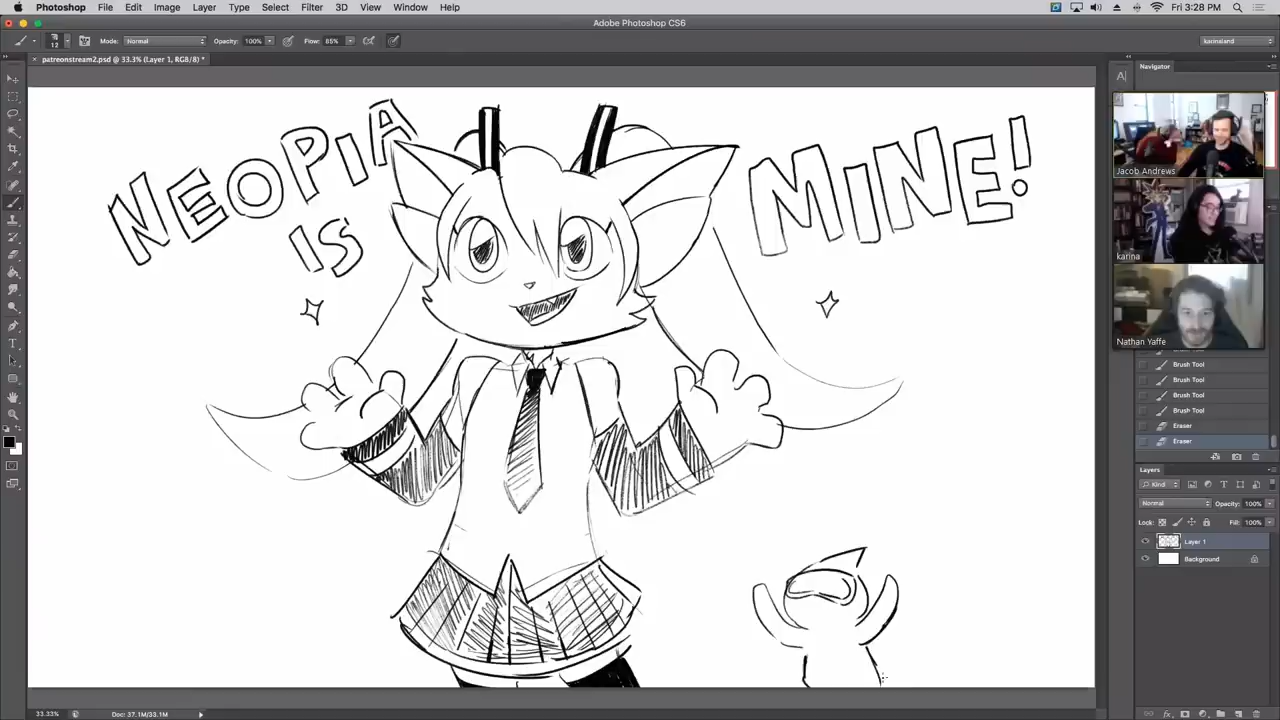 Photoshop File Edit Image Layer Type Select Filter 3D View Window Help Fri 3:28 PM
Adobe Photoshop CS6
12 Mode: Normal Opacity: 100% Flow: 85% karinaland
× patreonstream2.psd @ 33.3% (Layer 1, RGB/8) *
Navigator
NEOPIA
IS
MINE!
Jacob Andrews
karina
Nathan Yaffe
Brush Tool
Brush Tool
Brush Tool
Brush Tool
Eraser
Eraser
Layers
Kind
Normal Opacity: 100%
Lock: Fill: 100%
Layer 1
Background
33.33% Doc: 37.1M/33.1M